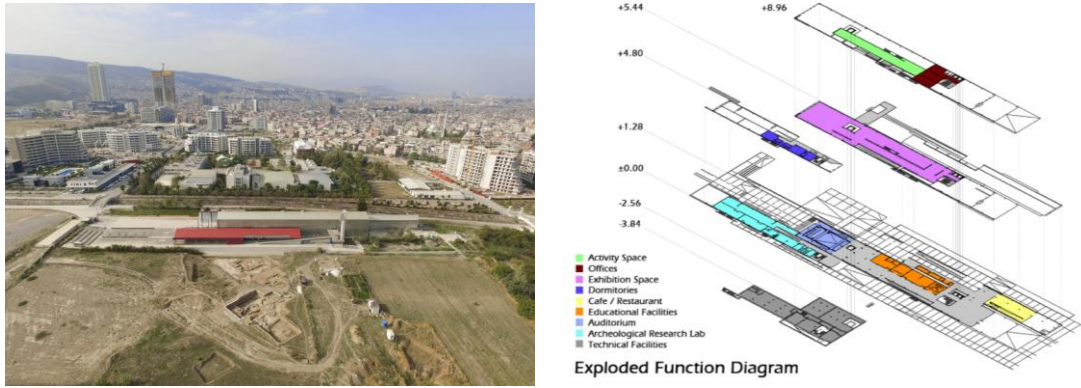 +5.44
+8.96
+4.80
+1.28
±0.00
-2.56
-3.84
Activity Space
Offices
Exhibition Space
Dormitories
Cafe / Restaurant
Educational Facilities
Auditorium
Archeological Research Lab
Technical Facilities
Exploded Function Diagram